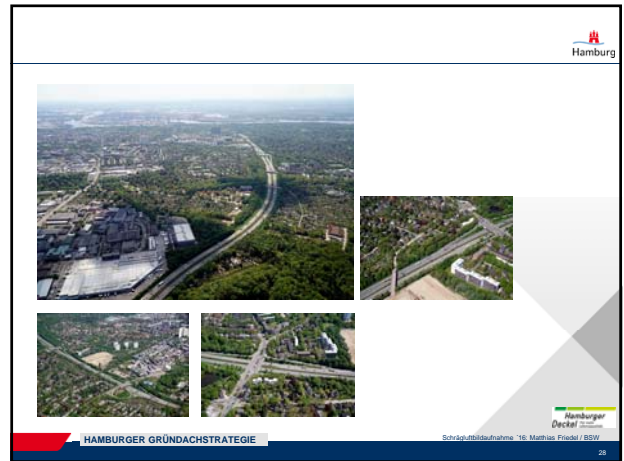 Hamburg
Hamburger
Deckel
HAMBURGER GRÜNDACHSTRATEGIE
Schrägluftbildaufnahme `16: Matthias Friedel / BSW
28